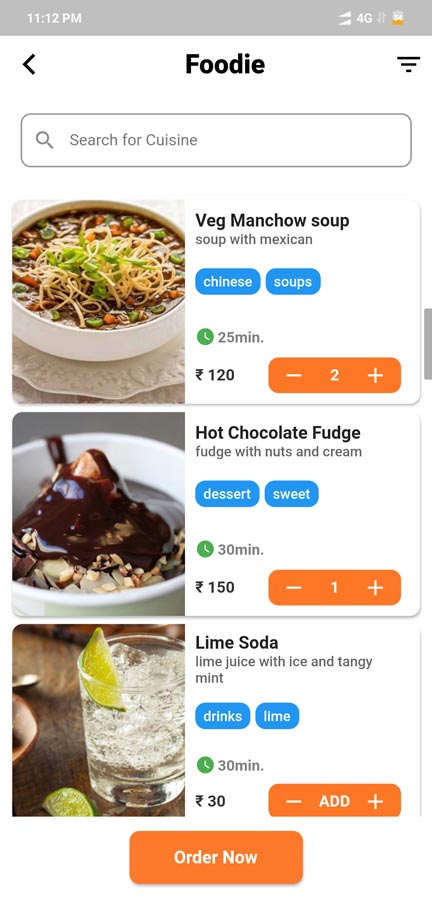 11:12 PM 4G
Foodie
Search for Cuisine
Veg Manchow soup
soup with mexican
chinese soups
25min.
₹ 120 — 2 +
Hot Chocolate Fudge
fudge with nuts and cream
dessert sweet
30min.
₹ 150 — 1 +
Lime Soda
lime juice with ice and tangy
mint
drinks lime
30min.
₹ 30 — ADD +
Order Now